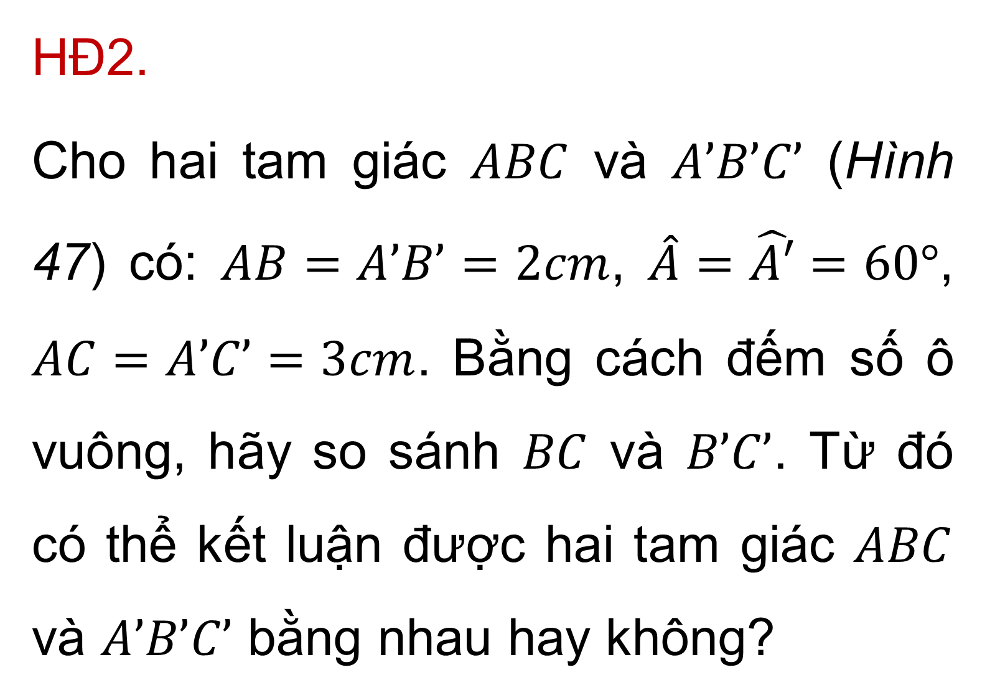 HĐ2.
Cho hai tam giác ABC và A’B’C’ (Hình
47) có: AB = A’B’ = 2cm, Â = Â′ = 60°,
AC = A’C’ = 3cm. Bằng cách đếm số ô
vuông, hãy so sánh BC và B’C’. Từ đó
có thể kết luận được hai tam giác ABC
và A’B’C’ bằng nhau hay không?